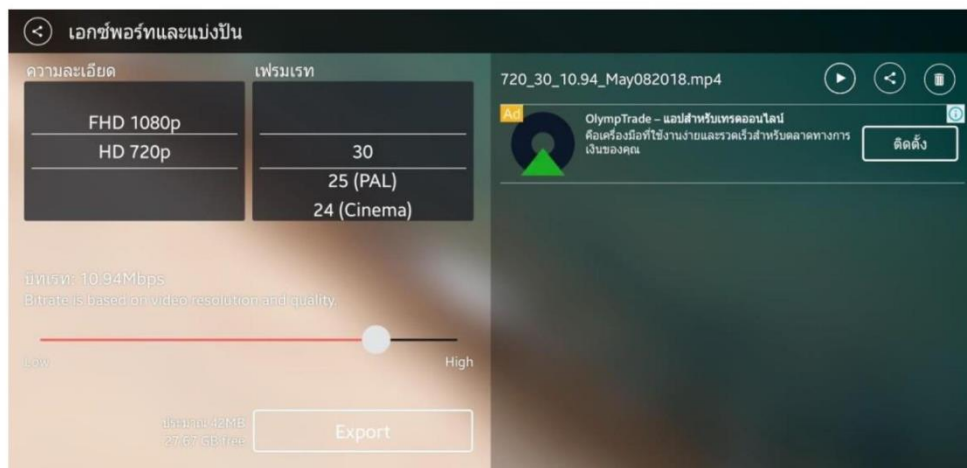 เอกซ์พอร์ทและแบ่งปัน
ความละเอียด
เฟรมเรท
FHD 1080p
HD 720p
30
25 (PAL)
24 (Cinema)
บิทเรท: 10.94Mbps
Bitrate is based on video resolution and quality.
Low
High
ประมาณ 42MB
27.67 GB free
Export
720_30_10.94_May082018.mp4
Ad
OlympTrade – แอปสำหรับเทรดออนไลน์
คือเครื่องมือที่ใช้งานง่ายและรวดเร็วสำหรับตลาดทางการ
เงินของคุณ
ติดตั้ง